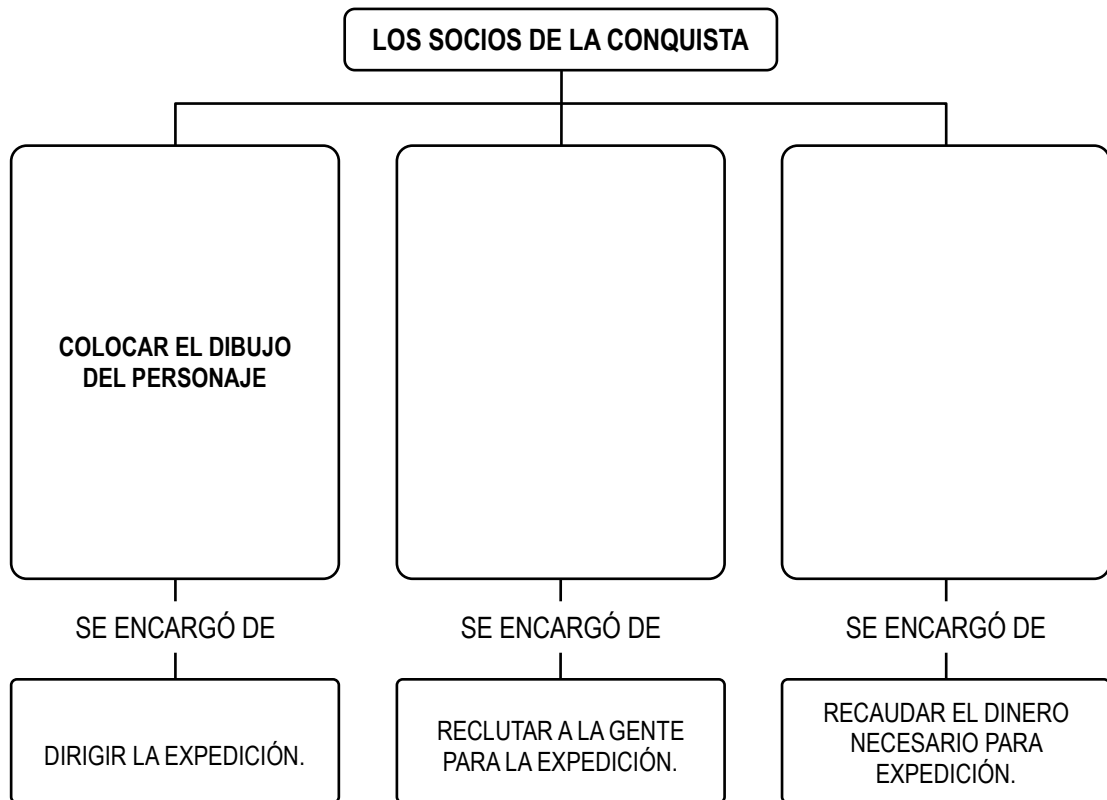 LOS SOCIOS DE LA CONQUISTA
COLOCAR EL DIBUJO
DEL PERSONAJE
SE ENCARGÓ DE
SE ENCARGÓ DE
SE ENCARGÓ DE
DIRIGIR LA EXPEDICIÓN.
RECLUTAR A LA GENTE
PARA LA EXPEDICIÓN.
RECAUDAR EL DINERO
NECESARIO PARA
EXPEDICIÓN.